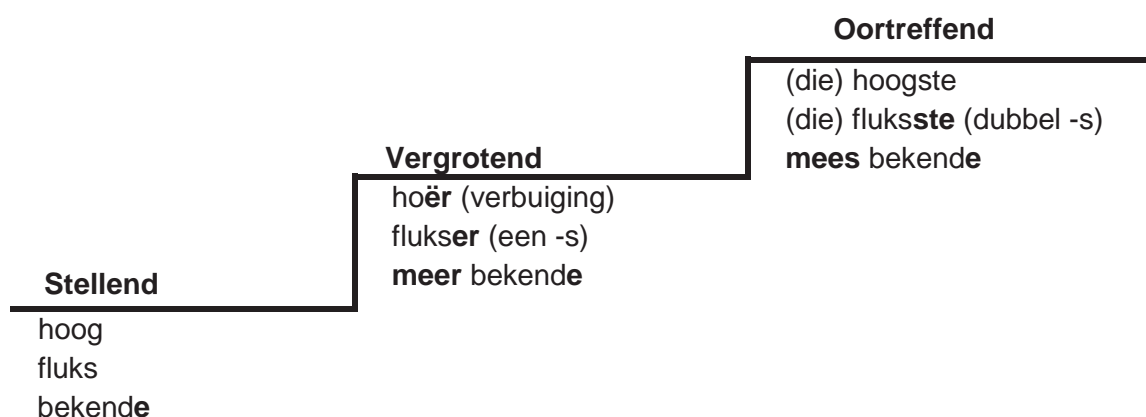 Oortreffend
(die) hoogste
(die) fluksste (dubbel -s)
mees bekende
Vergrotend
hoër (verbuiging)
flukser (een -s)
meer bekende
Stellend
hoog
fluks
bekende